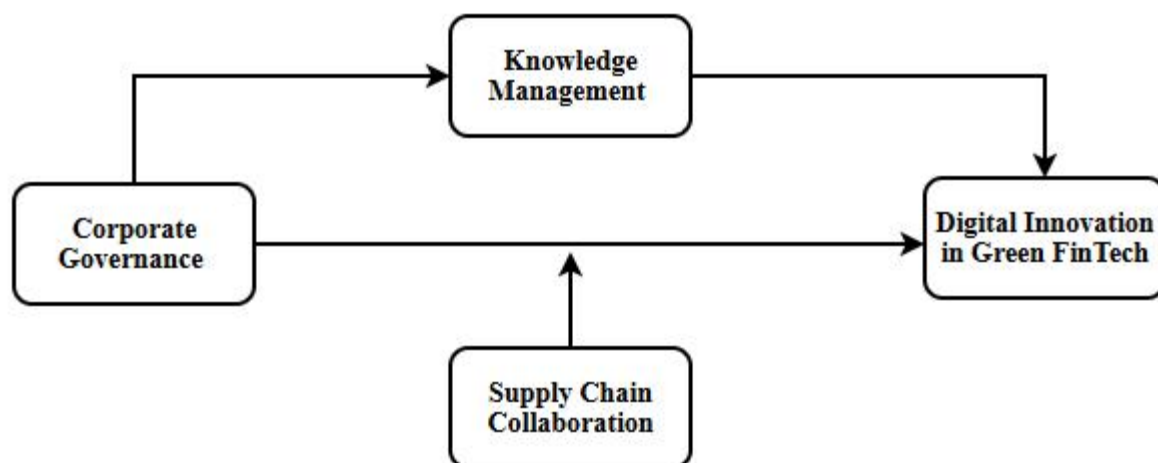 Knowledge
Management
Corporate
Governance
Digital Innovation
in Green FinTech
Supply Chain
Collaboration